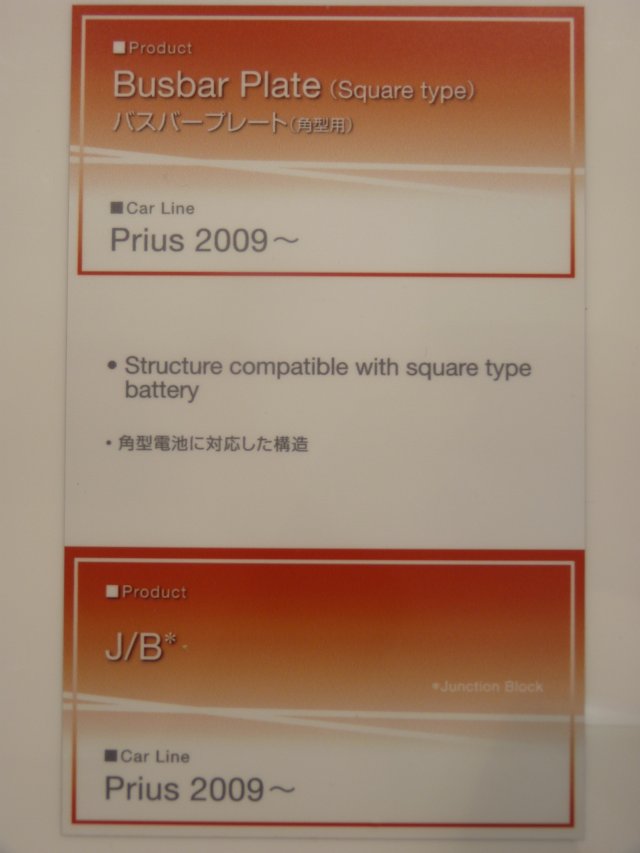 ■Product
Busbar Plate (Square type)
バスバープレート(角型用)
■Car Line
Prius 2009～
• Structure compatible with square type
battery
・角型電池に対応した構造
■Product
J/B*
*Junction Block
■Car Line
Prius 2009～